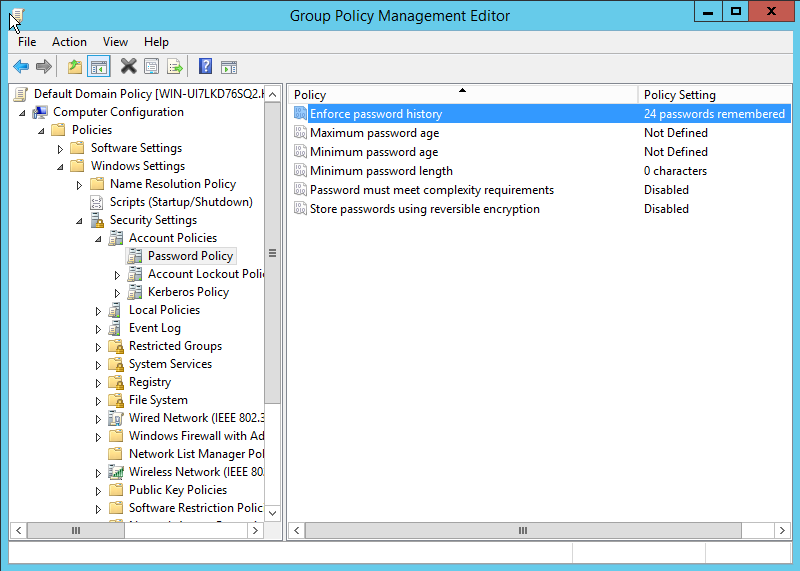 Group Policy Management Editor
File Action View Help
Default Domain Policy [WIN-UI7LKD76SQ2.
Computer Configuration
Policies
Software Settings
Windows Settings
Name Resolution Policy
Scripts (Startup/Shutdown)
Security Settings
Account Policies
Password Policy
Account Lockout Polic
Kerberos Policy
Local Policies
Event Log
Restricted Groups
System Services
Registry
File System
Wired Network (IEEE 802.3
Windows Firewall with Ad
Network List Manager Pol
Wireless Network (IEEE 80
Public Key Policies
Software Restriction Polic
Policy Policy Setting
Enforce password history 24 passwords remembered
Maximum password age Not Defined
Minimum password age Not Defined
Minimum password length 0 characters
Password must meet complexity requirements Disabled
Store passwords using reversible encryption Disabled